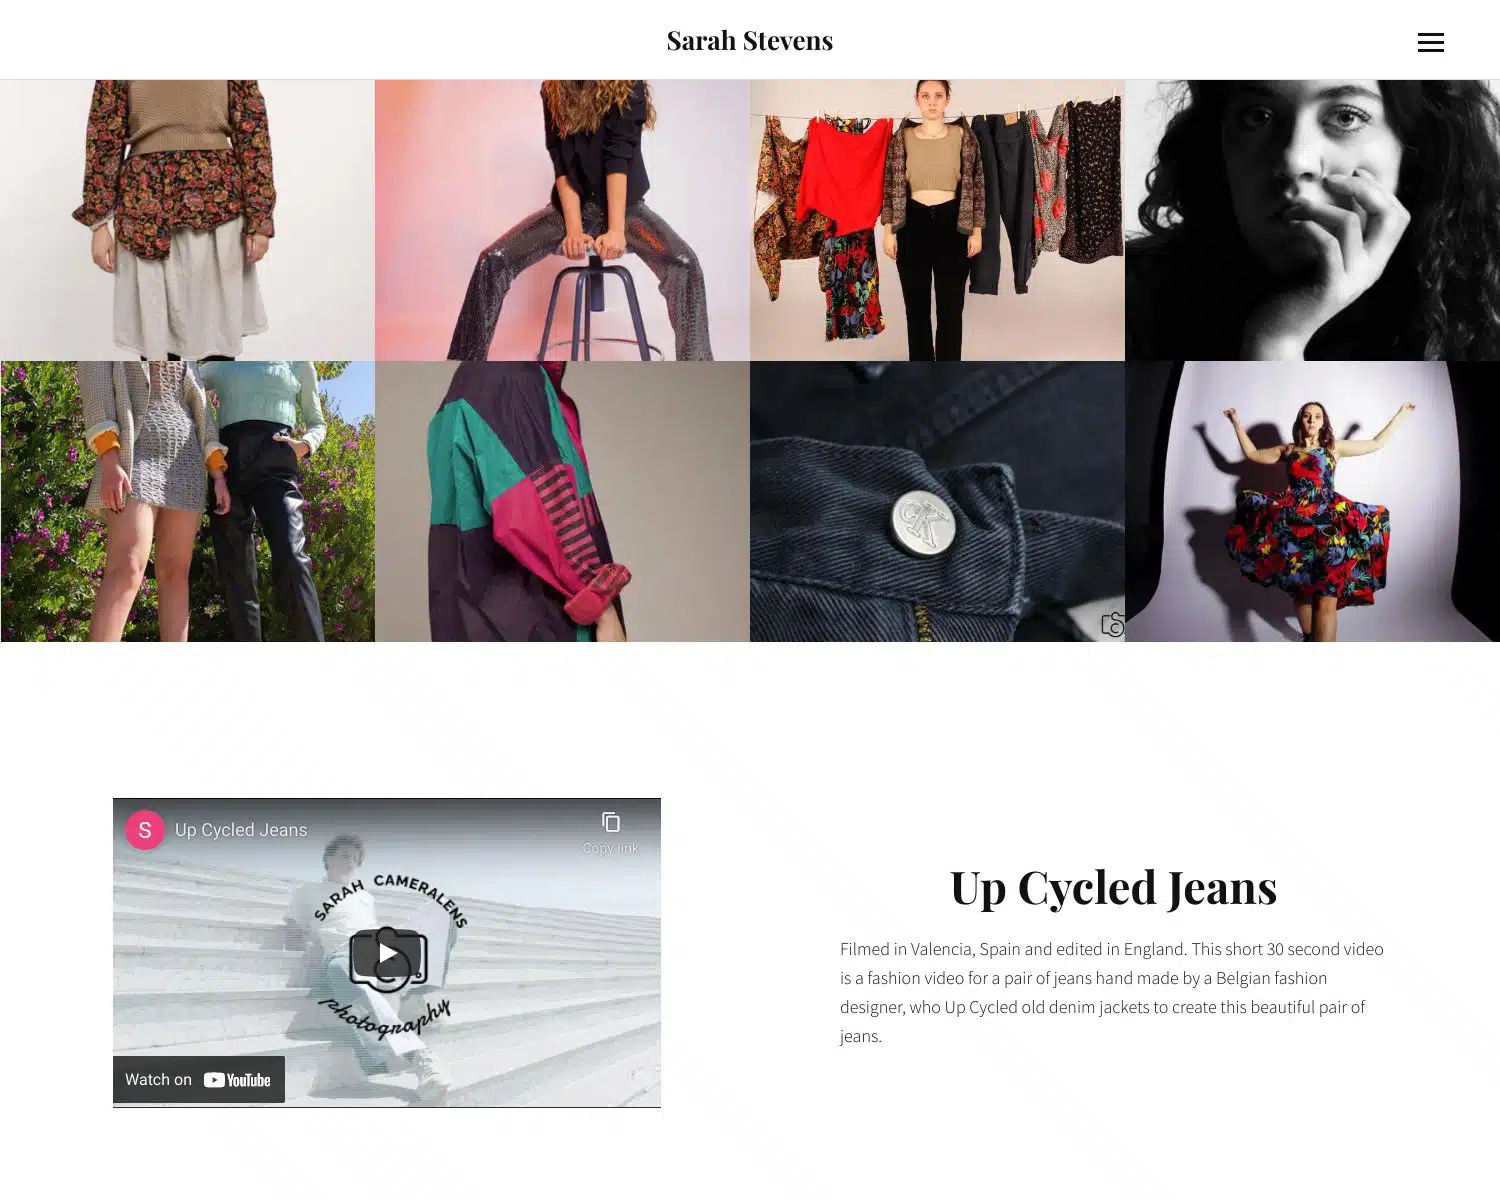 Sarah Stevens
CK
C
S
Up Cycled Jeans
Copy link
SARAH CAMERALENS
photography
Watch on YouTube
Up Cycled Jeans
Filmed in Valencia, Spain and edited in England. This short 30 second video
is a fashion video for a pair of jeans hand made by a Belgian fashion
designer, who Up Cycled old denim jackets to create this beautiful pair of
jeans.